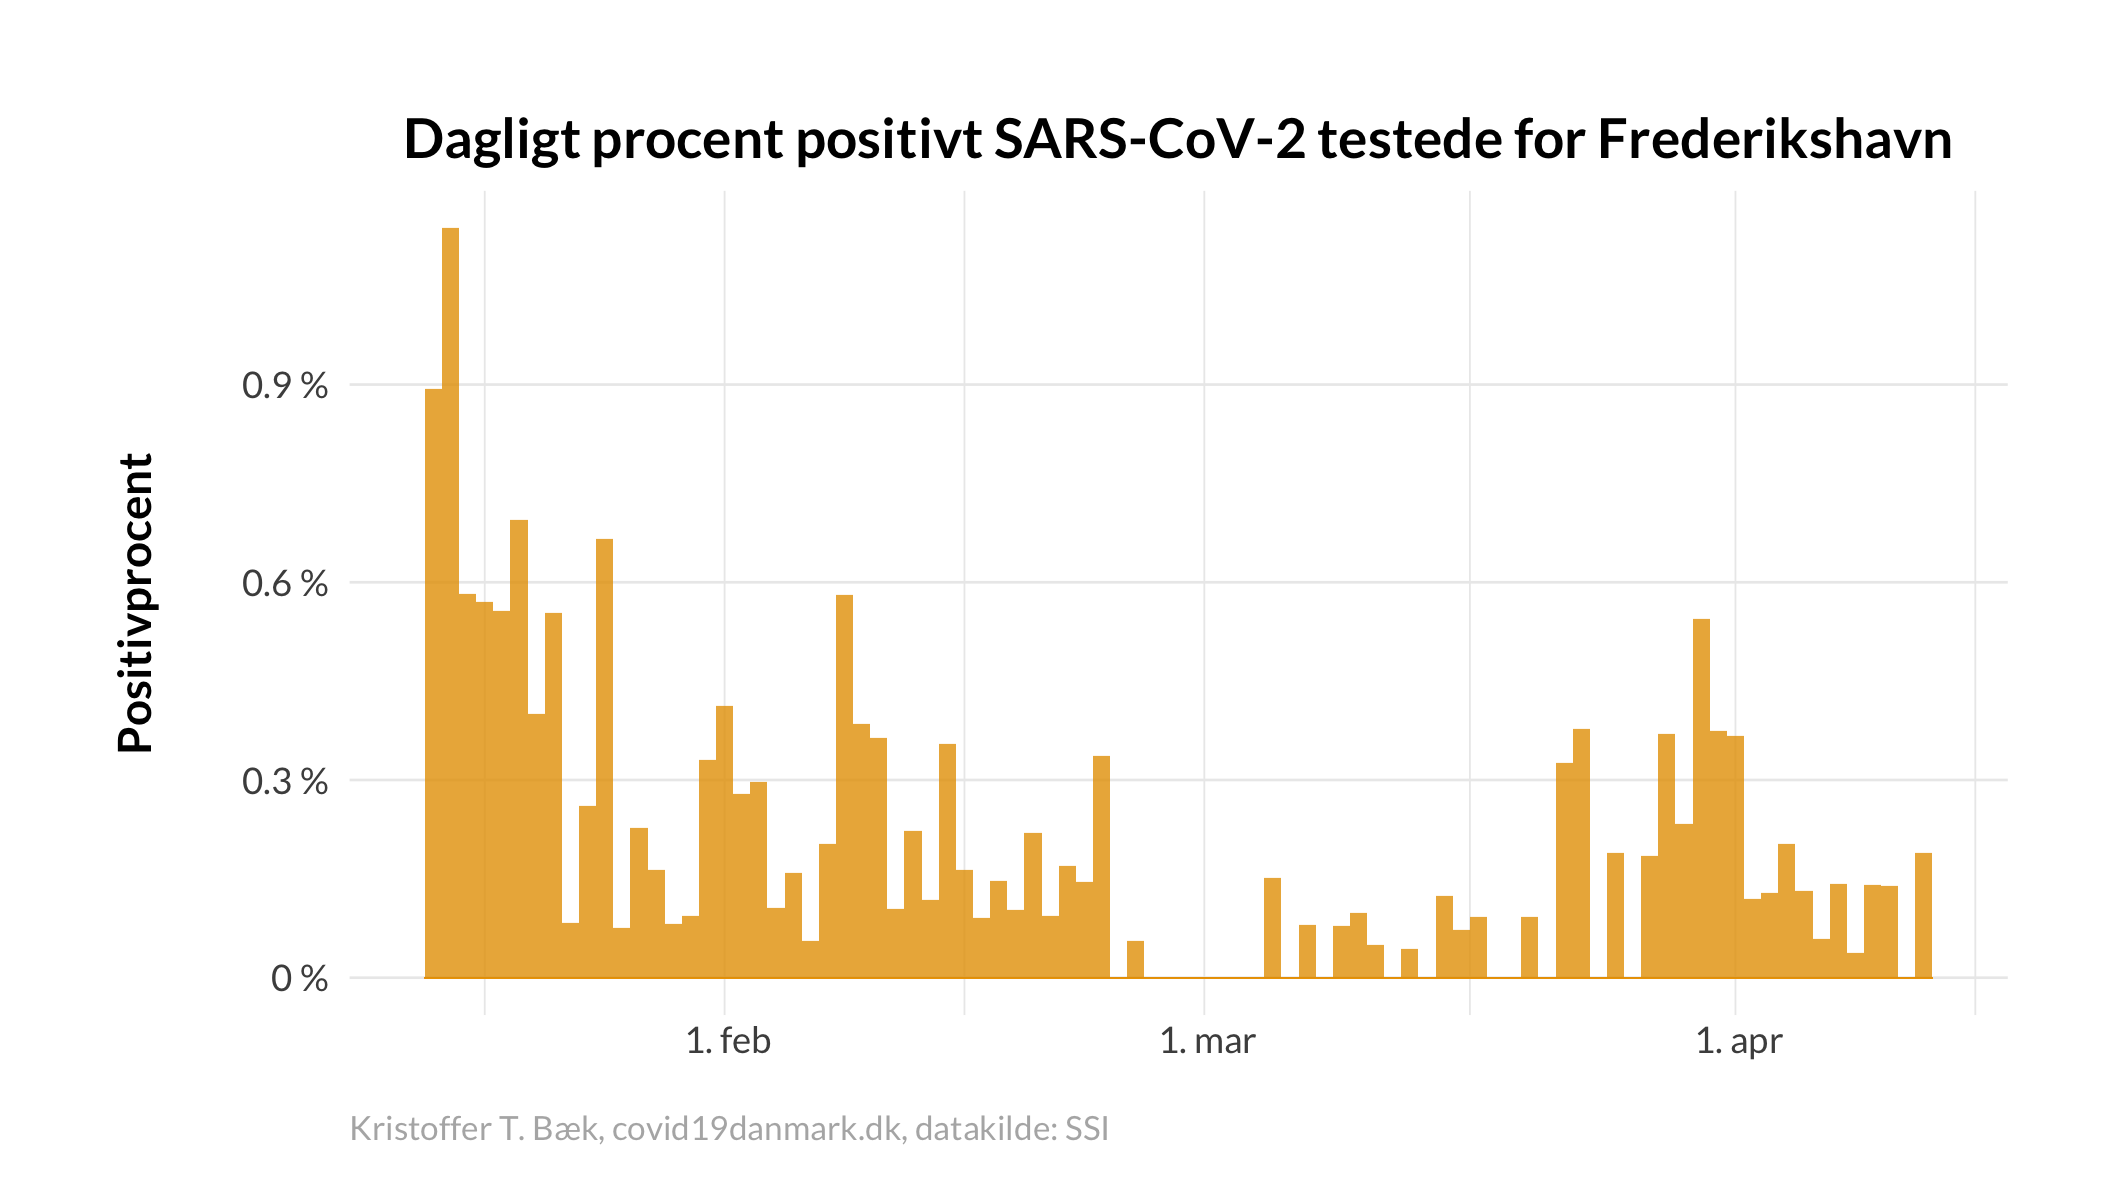 Dagligt procent positivt SARS-CoV-2 testede for Frederikshavn
Positivprocent
0.9 %
0.6 %
0.3 %
0 %
1. feb
1. mar
1. apr
Kristoffer T. Bæk, covid19danmark.dk, datakilde: SSI